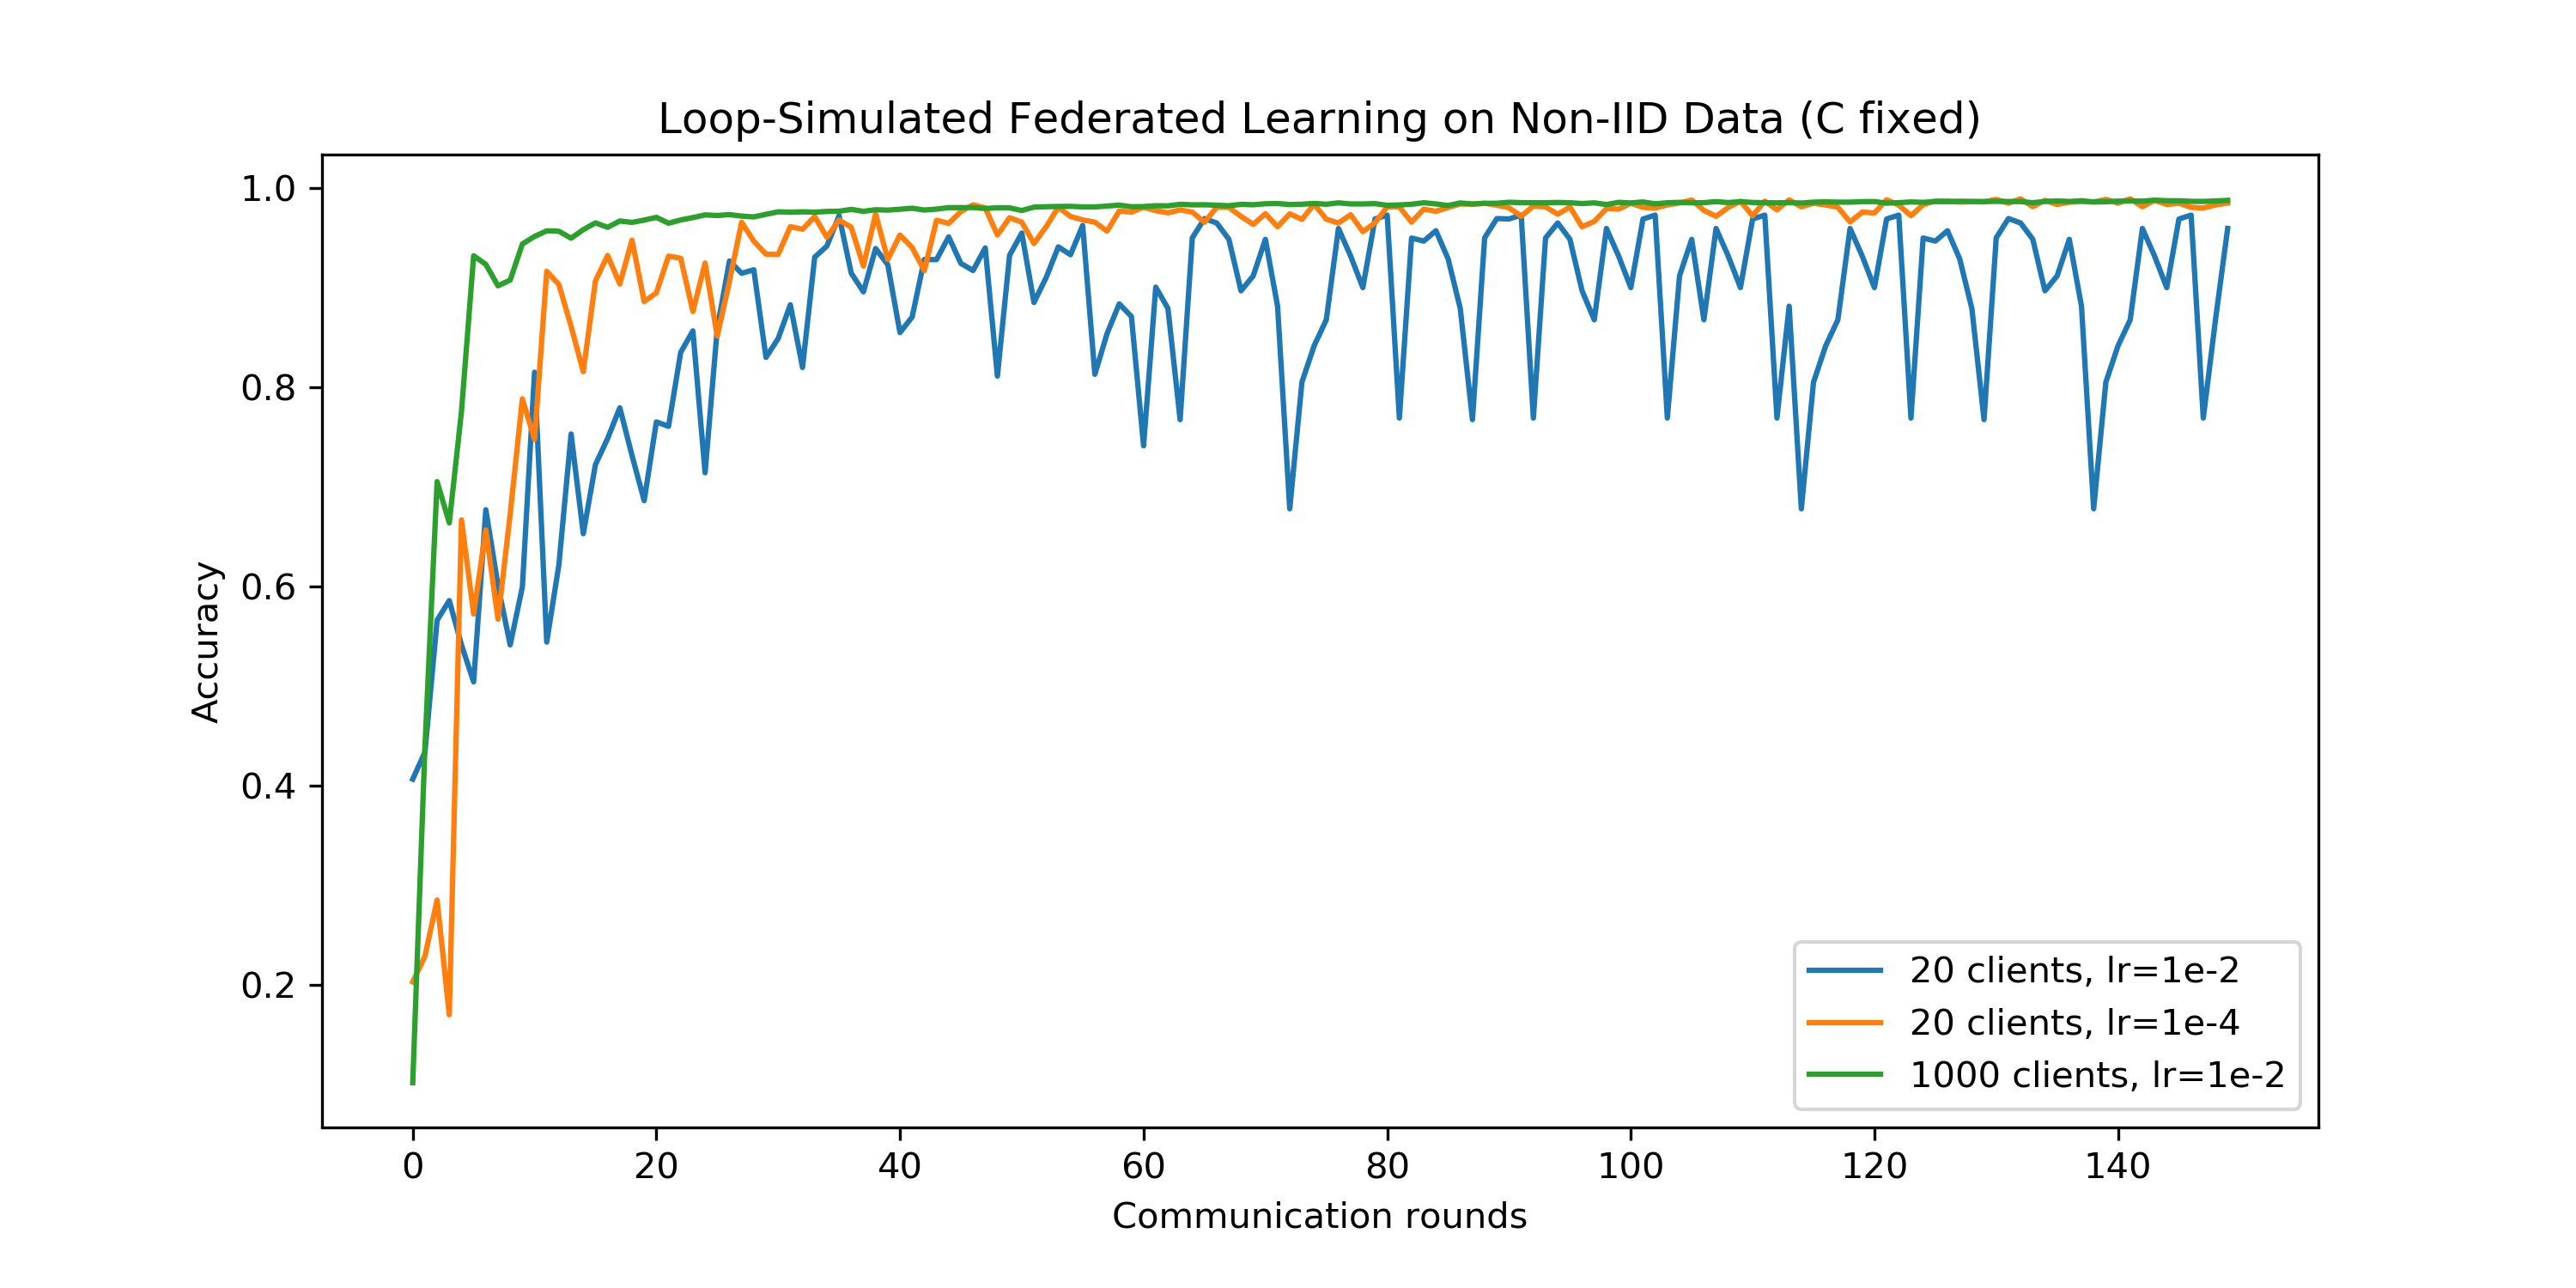 Loop-Simulated Federated Learning on Non-IID Data (C fixed)
1.0
0.8
0.6
0.4
0.2
Accuracy
0
20
40
60
80
100
120
140
Communication rounds
20 clients, lr=1e-2
20 clients, lr=1e-4
1000 clients, lr=1e-2